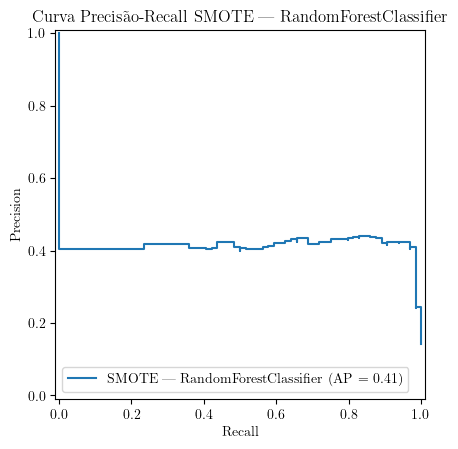 Curva Precisão-Recall SMOTE — RandomForestClassifier
1.0
0.8
0.6
0.4
0.2
0.0
Precision
SMOTE — RandomForestClassifier (AP = 0.41)
0.0 0.2 0.4 0.6 0.8 1.0
Recall